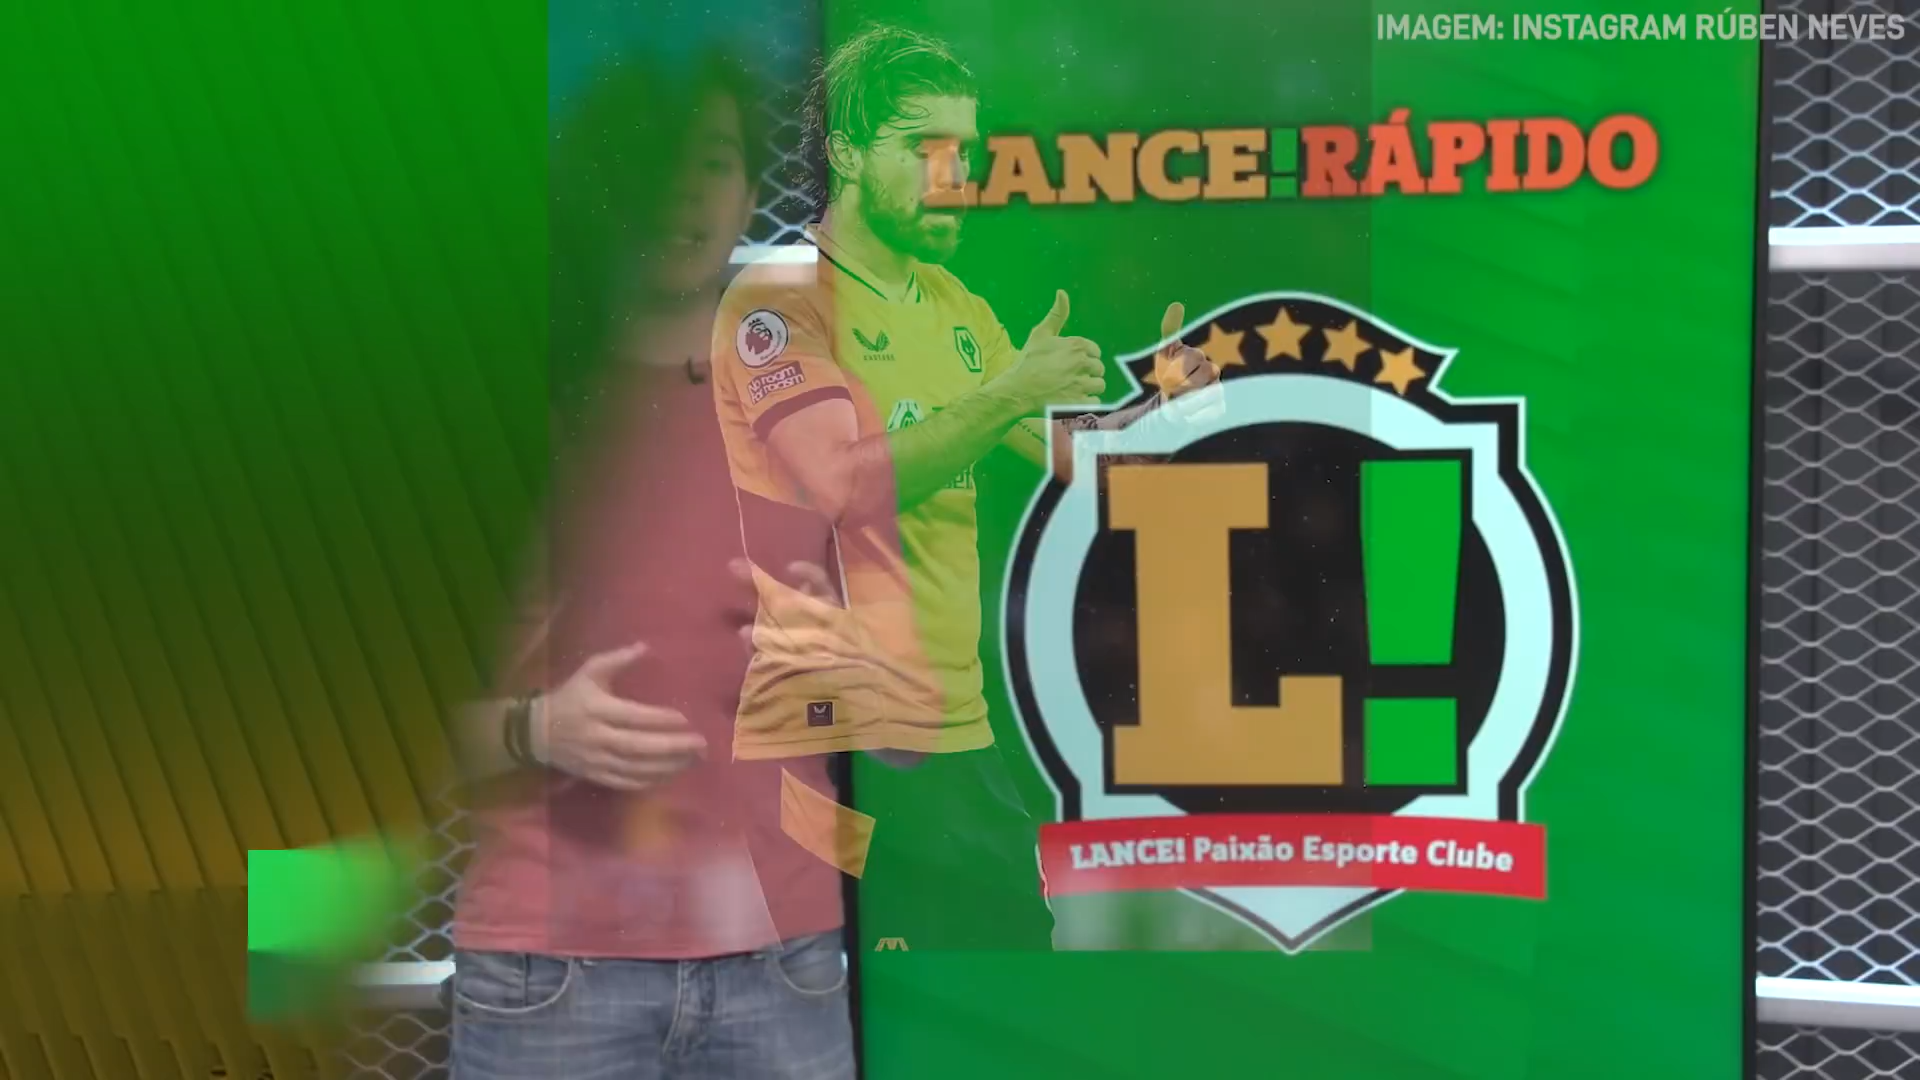 IMAGEM: INSTAGRAM RÚBEN NEVES
LANCE!RÁPIDO
No room
for racism
L!
LANCE! Paixão Esporte Clube